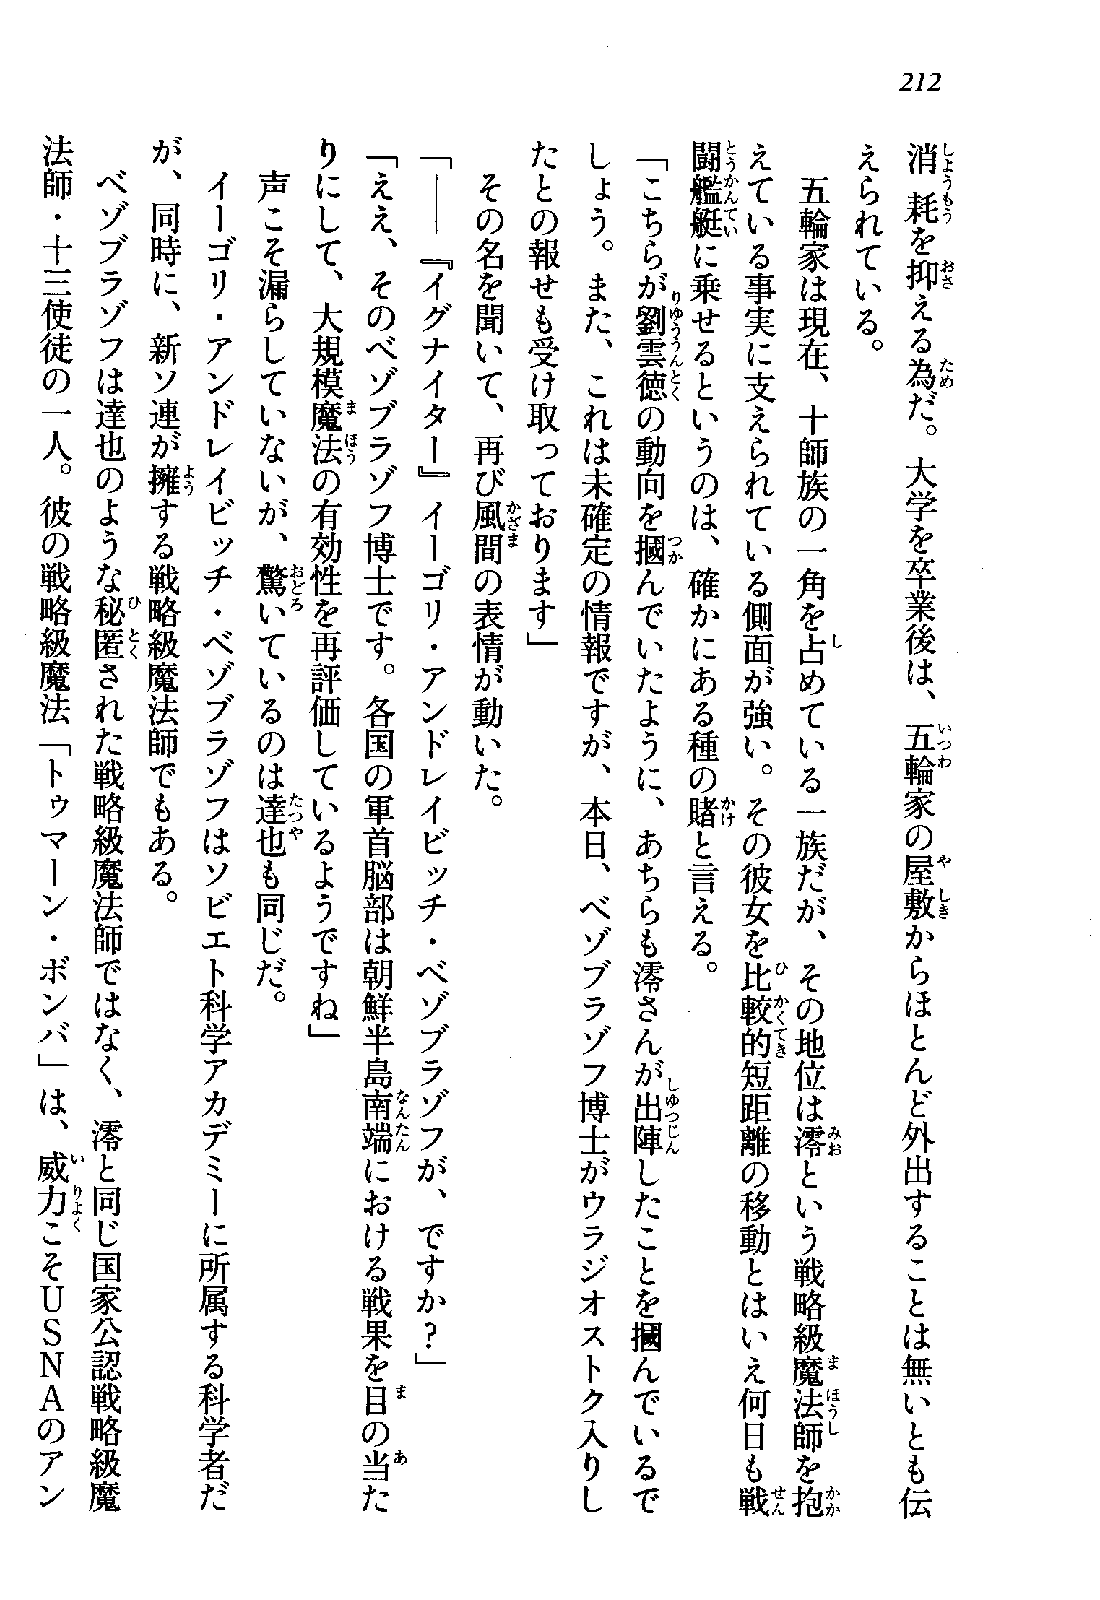 212
消耗を抑える為だ。大学を卒業後は、五輪家の屋敷からほとんど外出することは無いとも伝
えられている。
　五輪家は現在、十師族の一角を占めている一族だが、その地位は澪という戦略級魔法師を抱
えている事実に支えられている側面が強い。その彼女を比較的短距離の移動とはいえ何日も戦
闘艦艇に乗せるというのは、確かにある種の賭と言える。
「こちらが劉雲徳の動向を摑んでいたように、あちらも澪さんが出陣したことを摑んでいるで
しょう。また、これは未確定の情報ですが、本日、ベゾブラゾフ博士がウラジオストク入りし
たとの報せも受け取っております」
　その名を聞いて、再び風間の表情が動いた。
「――『イグナイター』イーゴリ・アンドレイビッチ・ベゾブラゾフが、ですか？」
「ええ、そのベゾブラゾフ博士です。各国の軍首脳部は朝鮮半島南端における戦果を目の当た
りにして、大規模魔法の有効性を再評価しているようですね」
　声こそ漏らしていないが、驚いているのは達也も同じだ。
　イーゴリ・アンドレイビッチ・ベゾブラゾフはソビエト科学アカデミーに所属する科学者だ
が、同時に、新ソ連が擁する戦略級魔法師でもある。
　ベゾブラゾフは達也のような秘匿された戦略級魔法師ではなく、澪と同じ国家公認戦略級魔
法師・十三使徒の一人。彼の戦略級魔法「トゥマーン・ボンバ」は、威力こそＵＳＮＡのアン